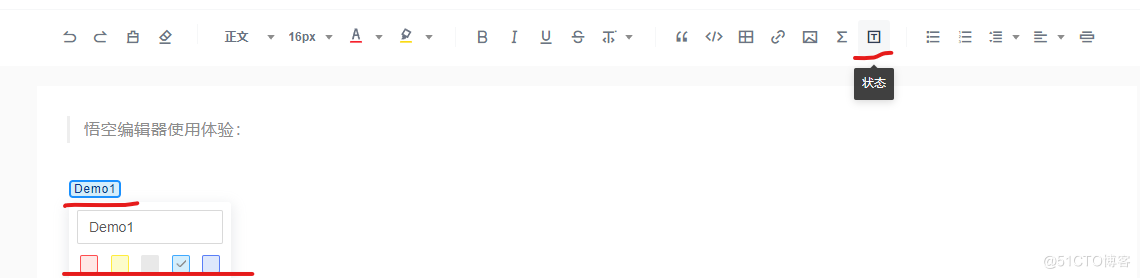 正文 16px A B I U S T </> Σ T
状态
悟空编辑器使用体验：
Demo1
Demo1
@51CTO博客